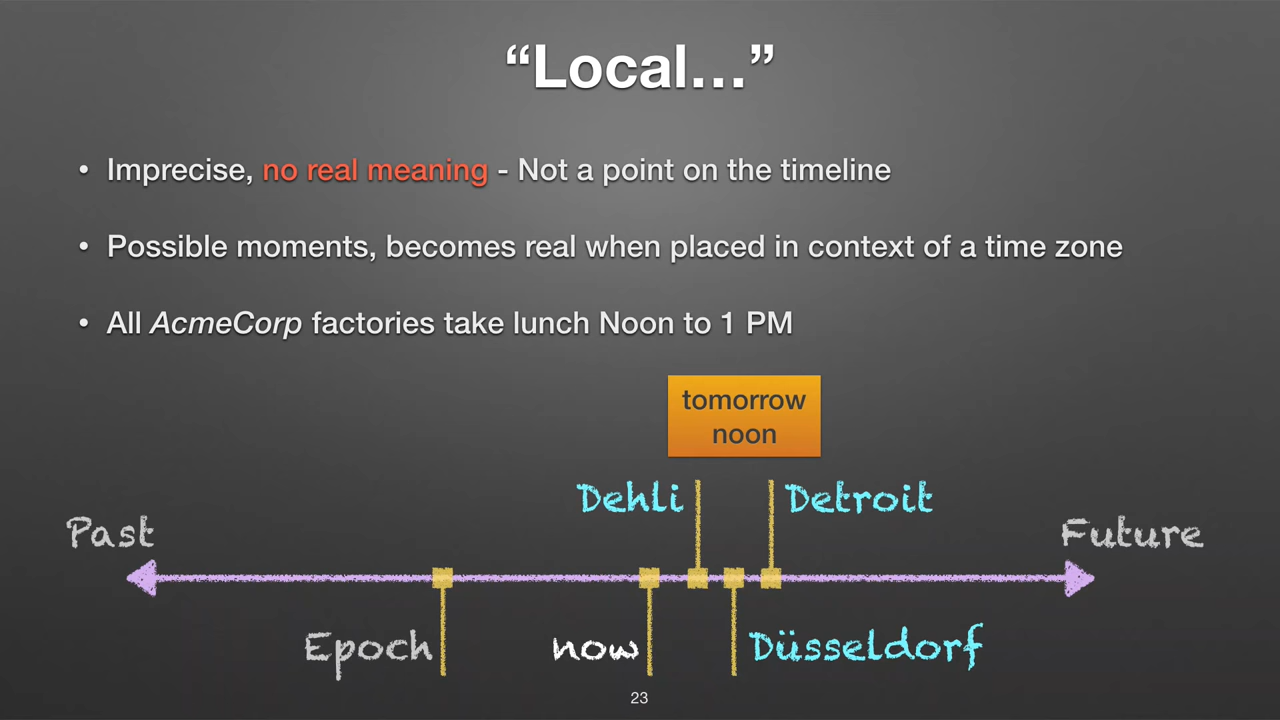 “Local…”
• Imprecise, no real meaning - Not a point on the timeline
• Possible moments, becomes real when placed in context of a time zone
• All AcmeCorp factories take lunch Noon to 1 PM
tomorrow
noon
Dehli
Detroit
Past
Future
Epoch
now
Düsseldorf
23